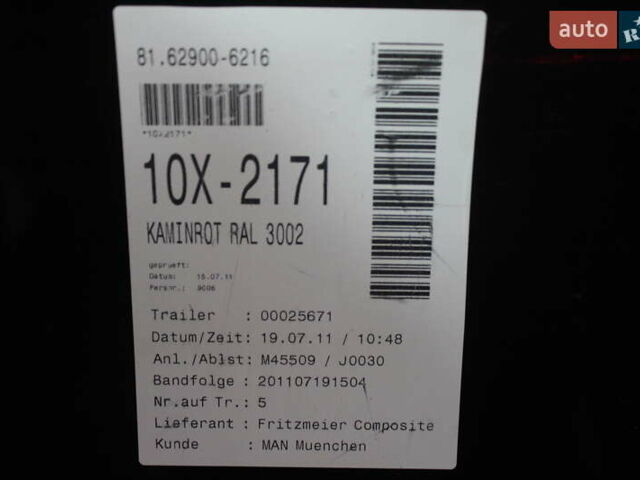 auto
81.62900-6216
*10X2171*
10X-2171
KAMINROT RAL 3002
geprueft:
Datum: 15.07.11
Persnr.: 9006
Trailer : 00025671
Datum/Zeit: 19.07.11 / 10:48
Anl./Ablst: M45509 / J0030
Bandfolge : 201107191504
Nr.auf Tr.: 5
Lieferant : Fritzmeier Composite
Kunde : MAN Muenchen